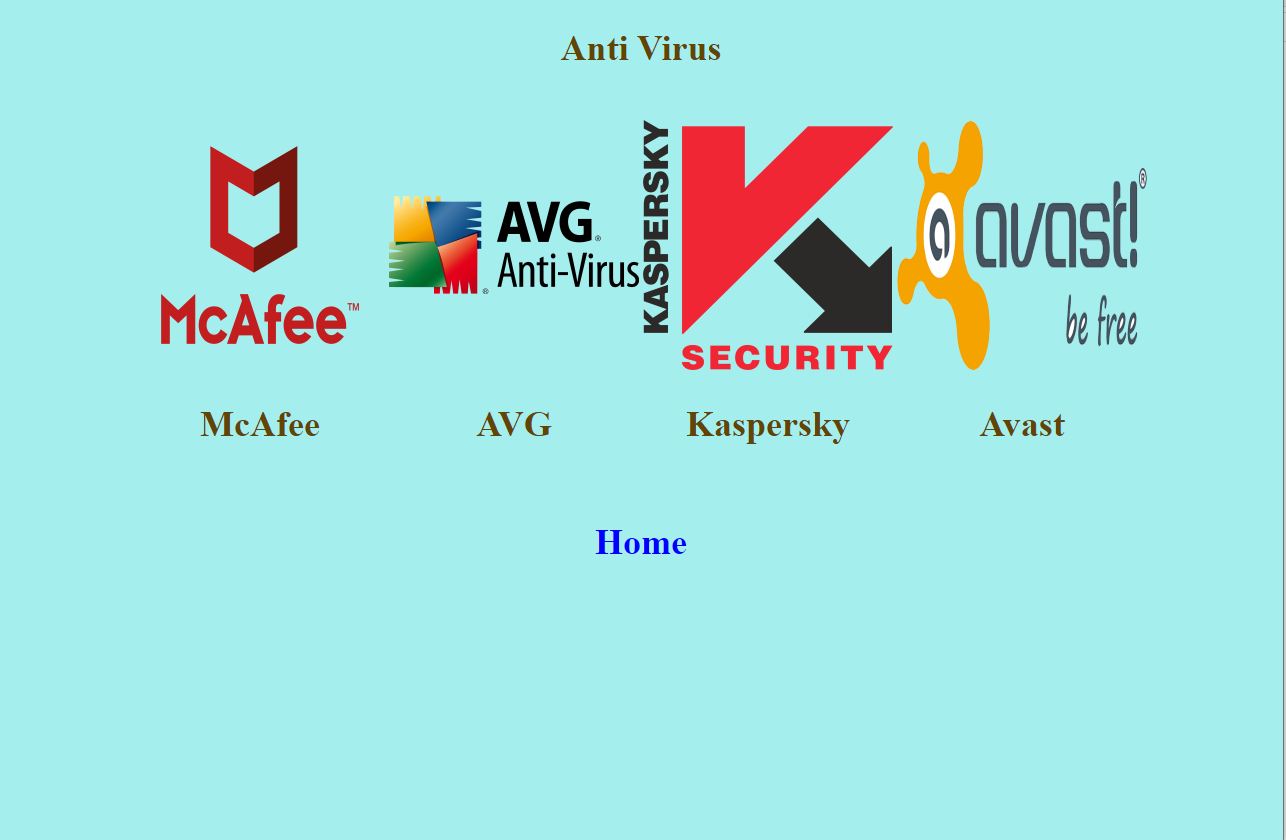 Anti Virus
McAfee™
AVG®
Anti-Virus
®
KASPERSKY
SECURITY
a avast!®
be free
McAfee
AVG
Kaspersky
Avast
Home